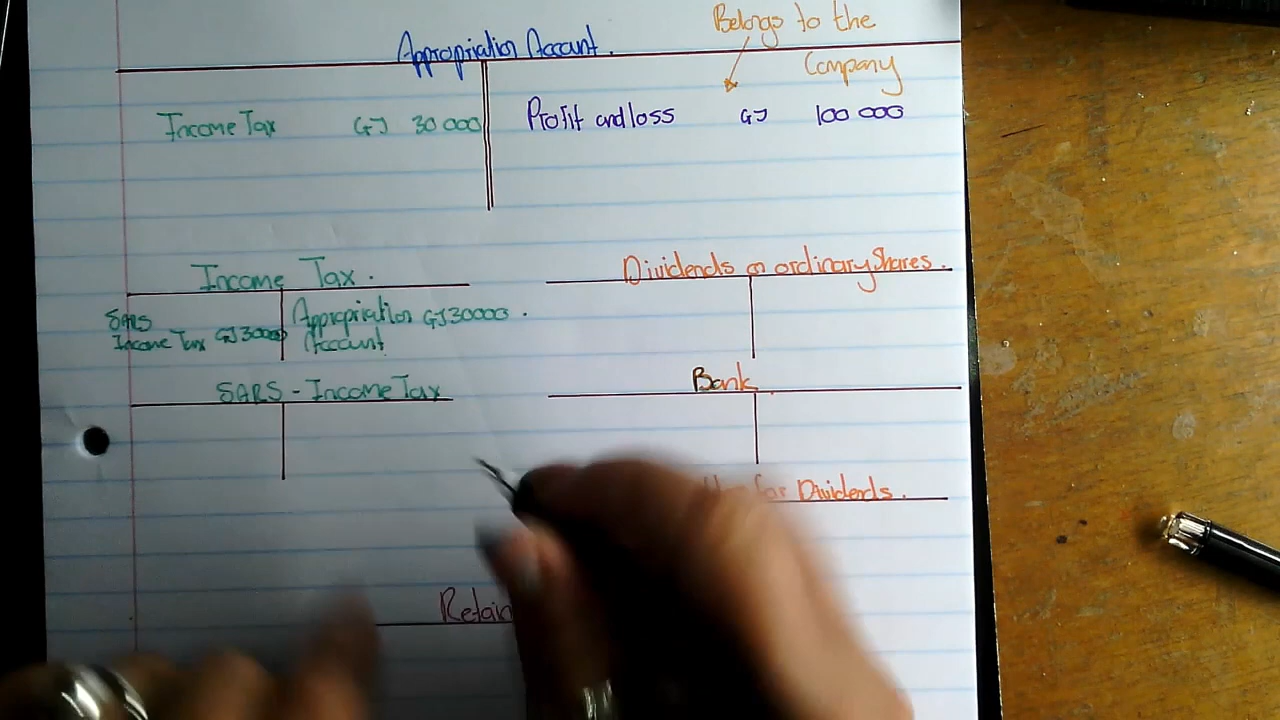 Belongs to the
Company
Appropriation Account.
Income Tax GJ 30 000
Profit and loss GJ 100 000
Income Tax.
SARS
Income Tax GJ 30000
Appropriation GJ 30000.
Account
Dividends on ordinary Shares.
SARS - Income Tax
Bank
for Dividends.
Retain